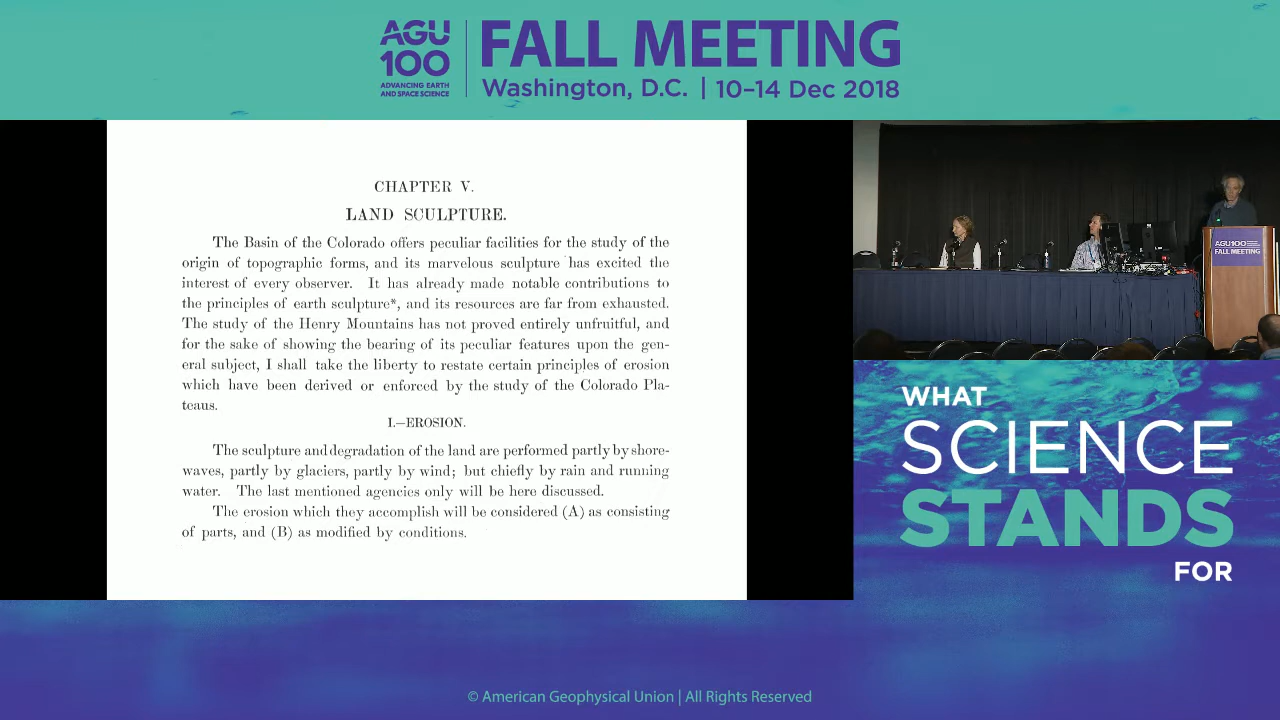 AGU
100
ADVANCING EARTH
AND SPACE SCIENCE
FALL MEETING
Washington, D.C. | 10–14 Dec 2018
CHAPTER V.
LAND SCULPTURE.
The Basin of the Colorado offers peculiar facilities for the study of the
origin of topographic forms, and its marvelous sculpture has excited the
interest of every observer. It has already made notable contributions to
the principles of earth sculpture*, and its resources are far from exhausted.
The study of the Henry Mountains has not proved entirely unfruitful, and
for the sake of showing the bearing of its peculiar features upon the gen-
eral subject, I shall take the liberty to restate certain principles of erosion
which have been derived or enforced by the study of the Colorado Pla-
teaus.
I.—EROSION.
The sculpture and degradation of the land are performed partly by shore-
waves, partly by glaciers, partly by wind; but chiefly by rain and running
water. The last mentioned agencies only will be here discussed.
The erosion which they accomplish will be considered (A) as consisting
of parts, and (B) as modified by conditions.
AGU100
FALL MEETING
WHAT
SCIENCE
STANDS
FOR
© American Geophysical Union | All Rights Reserved